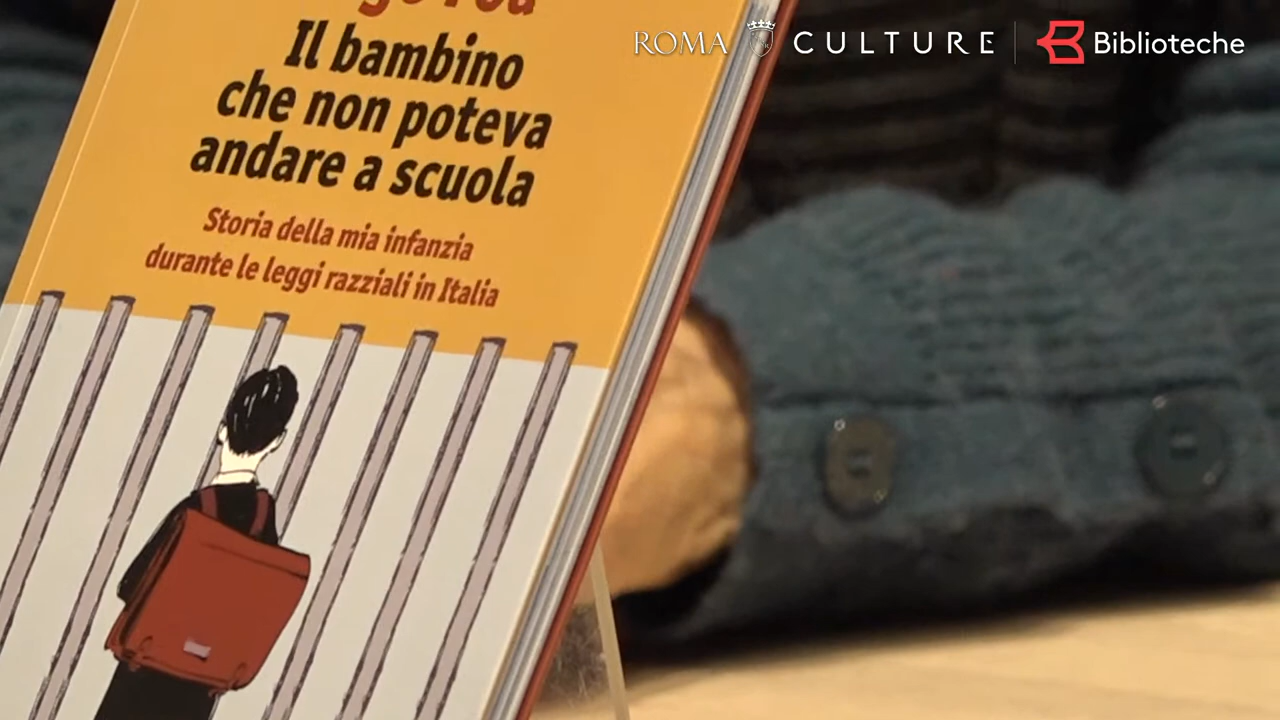 ROMA CULTURE Biblioteche
Il bambino
che non poteva
andare a scuola
Storia della mia infanzia
durante le leggi razziali in Italia